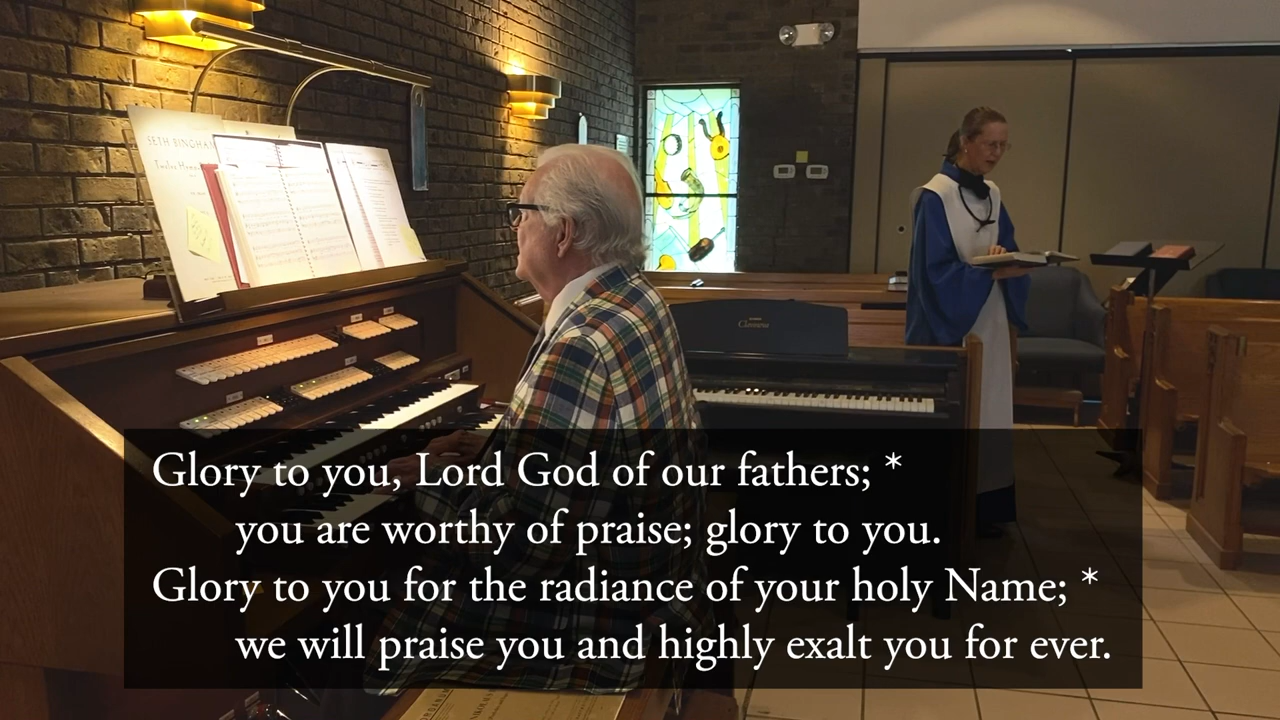 SETH BINGHAM
Clavinova
Glory to you, Lord God of our fathers; *
you are worthy of praise; glory to you.
Glory to you for the radiance of your holy Name; *
we will praise you and highly exalt you for ever.